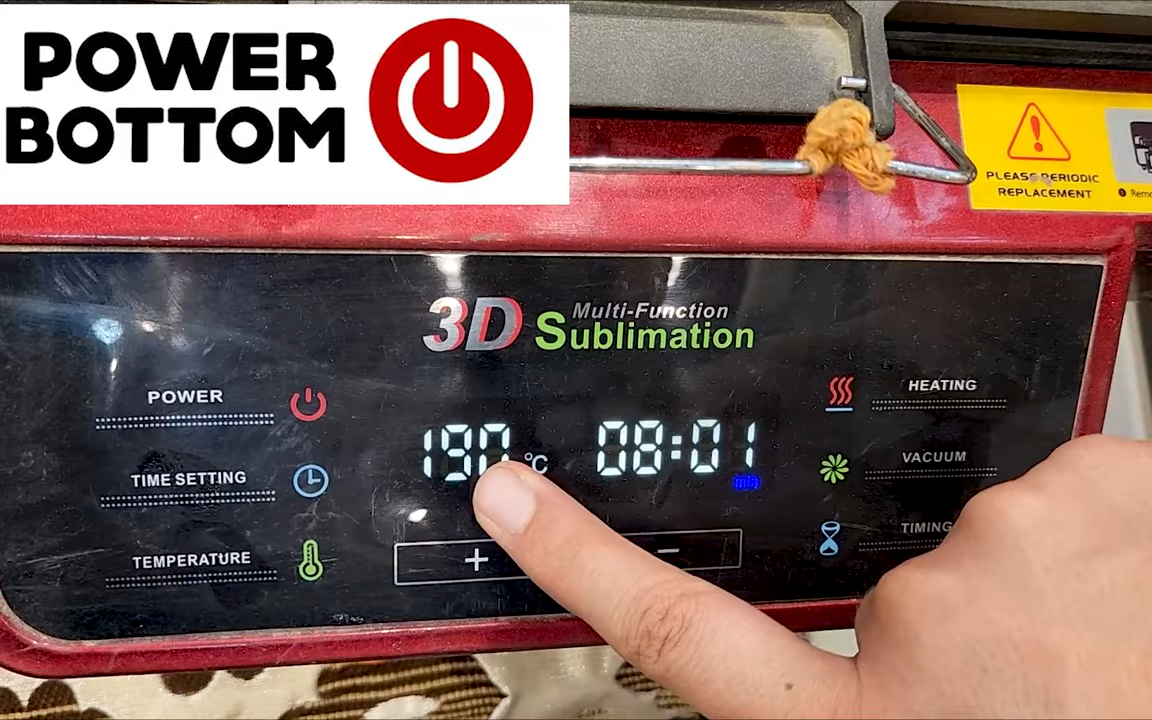 POWER
BOTTOM
PLEASE PERIODIC
REPLACEMENT
3D Multi-Function
Sublimation
POWER
HEATING
190 °C 08:01
min
TIME SETTING
VACUUM
TEMPERATURE
TIMING
+ −